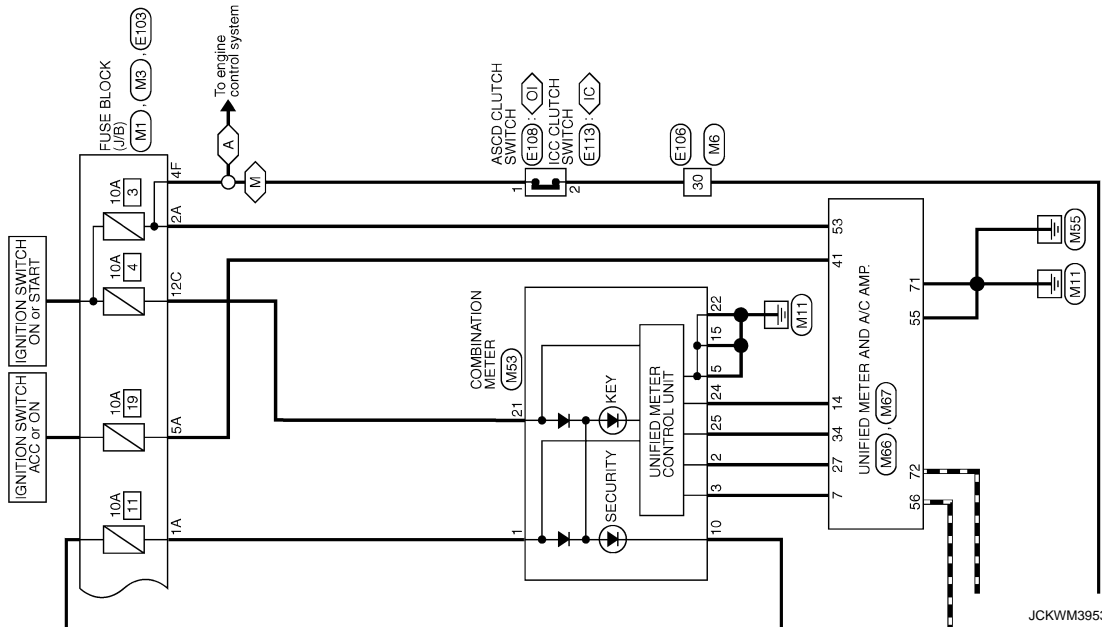 IGNITION SWITCH
ON or START
IGNITION SWITCH
ACC or ON
FUSE BLOCK
(J/B)
M1 , M3 , E103
10A
3
10A
4
10A
19
10A
11
4F
2A
12C
5A
1A
To engine
control system
A
M
ASCD CLUTCH
SWITCH
E108 : OI
ICC CLUTCH
SWITCH
E113 : IC
1
2
E106
M6
30
COMBINATION
METER
M53
21
1
KEY
SECURITY
UNIFIED METER
CONTROL UNIT
22
15
5
24
25
2
3
10
M11
53
41
14
34
27
7
UNIFIED METER AND A/C AMP.
M66 , M67
71
55
72
56
M55
M11
JCKWM3953